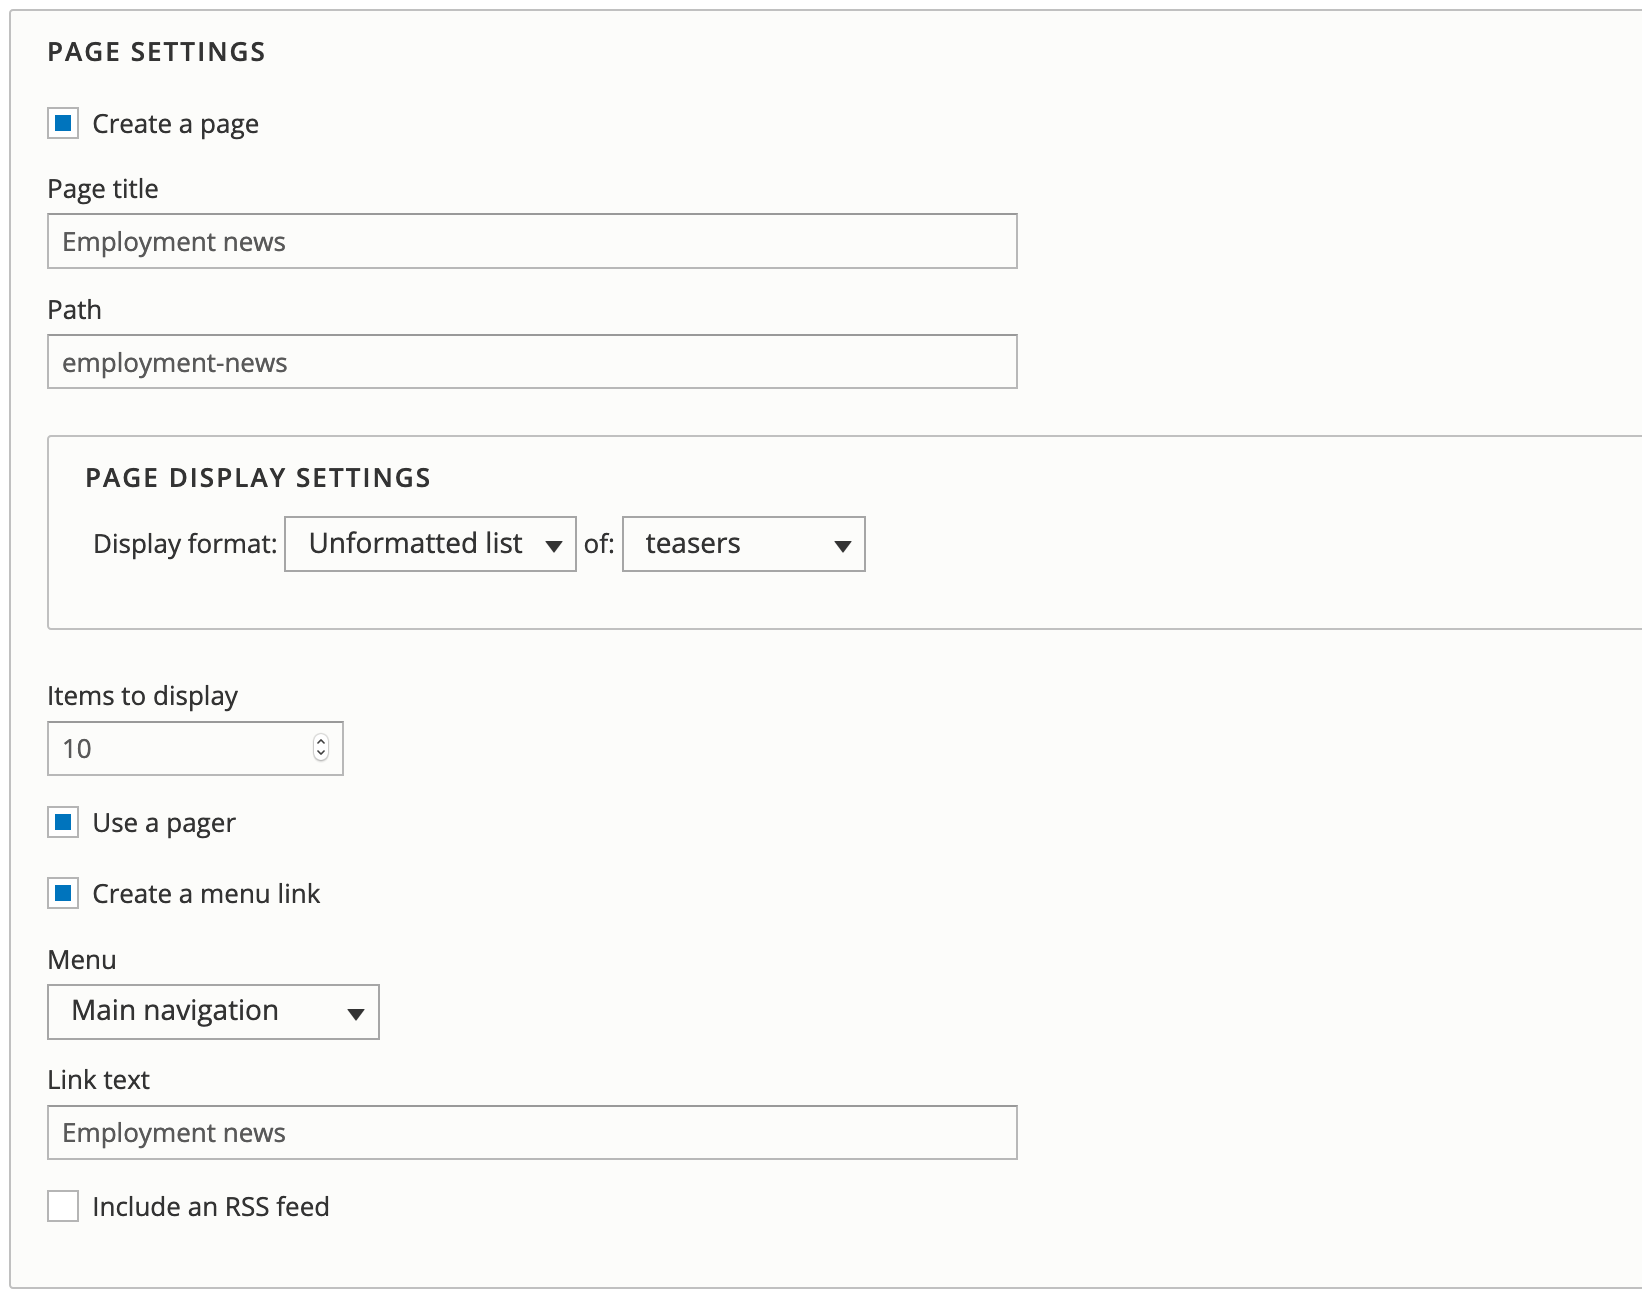 PAGE SETTINGS
Create a page
Page title
Employment news
Path
employment-news
PAGE DISPLAY SETTINGS
Display format: Unformatted list of: teasers
Items to display
10
Use a pager
Create a menu link
Menu
Main navigation
Link text
Employment news
Include an RSS feed